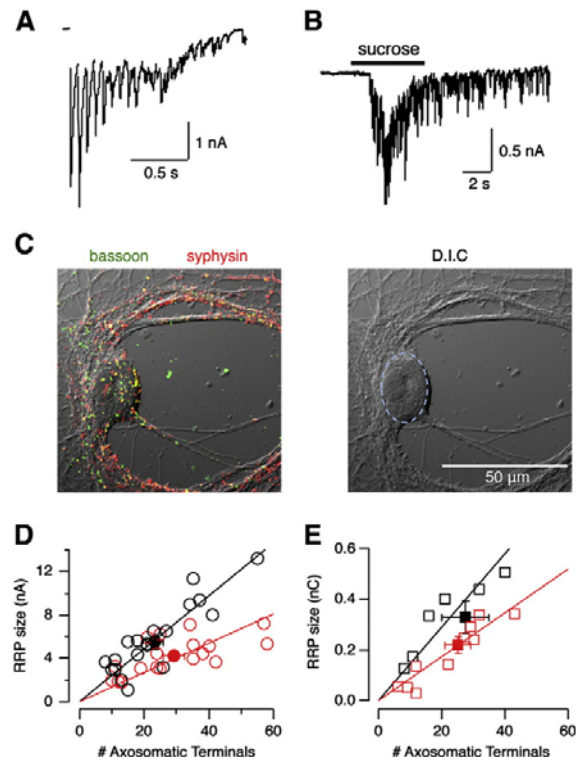 A
1 nA
0.5 s
B
sucrose
0.5 nA
2 s
C
bassoon syphysin
D.I.C
50 µm
D
RRP size (nA)
12
8
4
0
0 20 40 60
# Axosomatic Terminals
E
RRP size (nC)
0.6
0.4
0.2
0.0
0 20 40 60
# Axosomatic Terminals